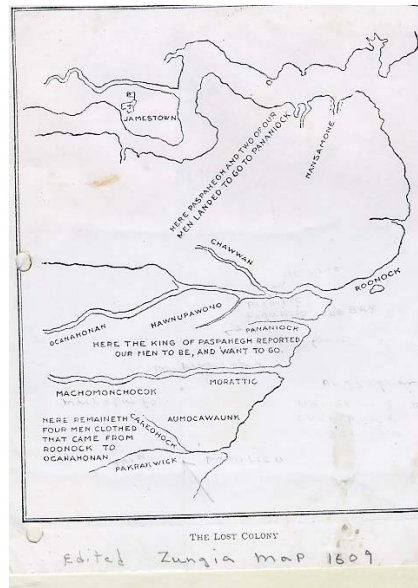 JAMESTOWN
HERE PASPAHEGH AND TWO OF OUR
MEN LANDED TO GO TO PANANIOCK
NANSAMONE
CHAWWAN
ROONOCK
OCANAHONAN
HAWNUPAWONO
PANANIOCK
HERE THE KING OF PASPAHEGH REPORTED
OUR MEN TO BE, AND WANT TO GO.
MORATTIC
MACHOMONCHOCOK
HERE REMAINETH
FOUR MEN CLOTHED
THAT CAME FROM
ROONOCK TO
OCANAHONAN
AUMOCAWAUNK
PAKRAKWICK
THE LOST COLONY
Edited Zungia Map 1609